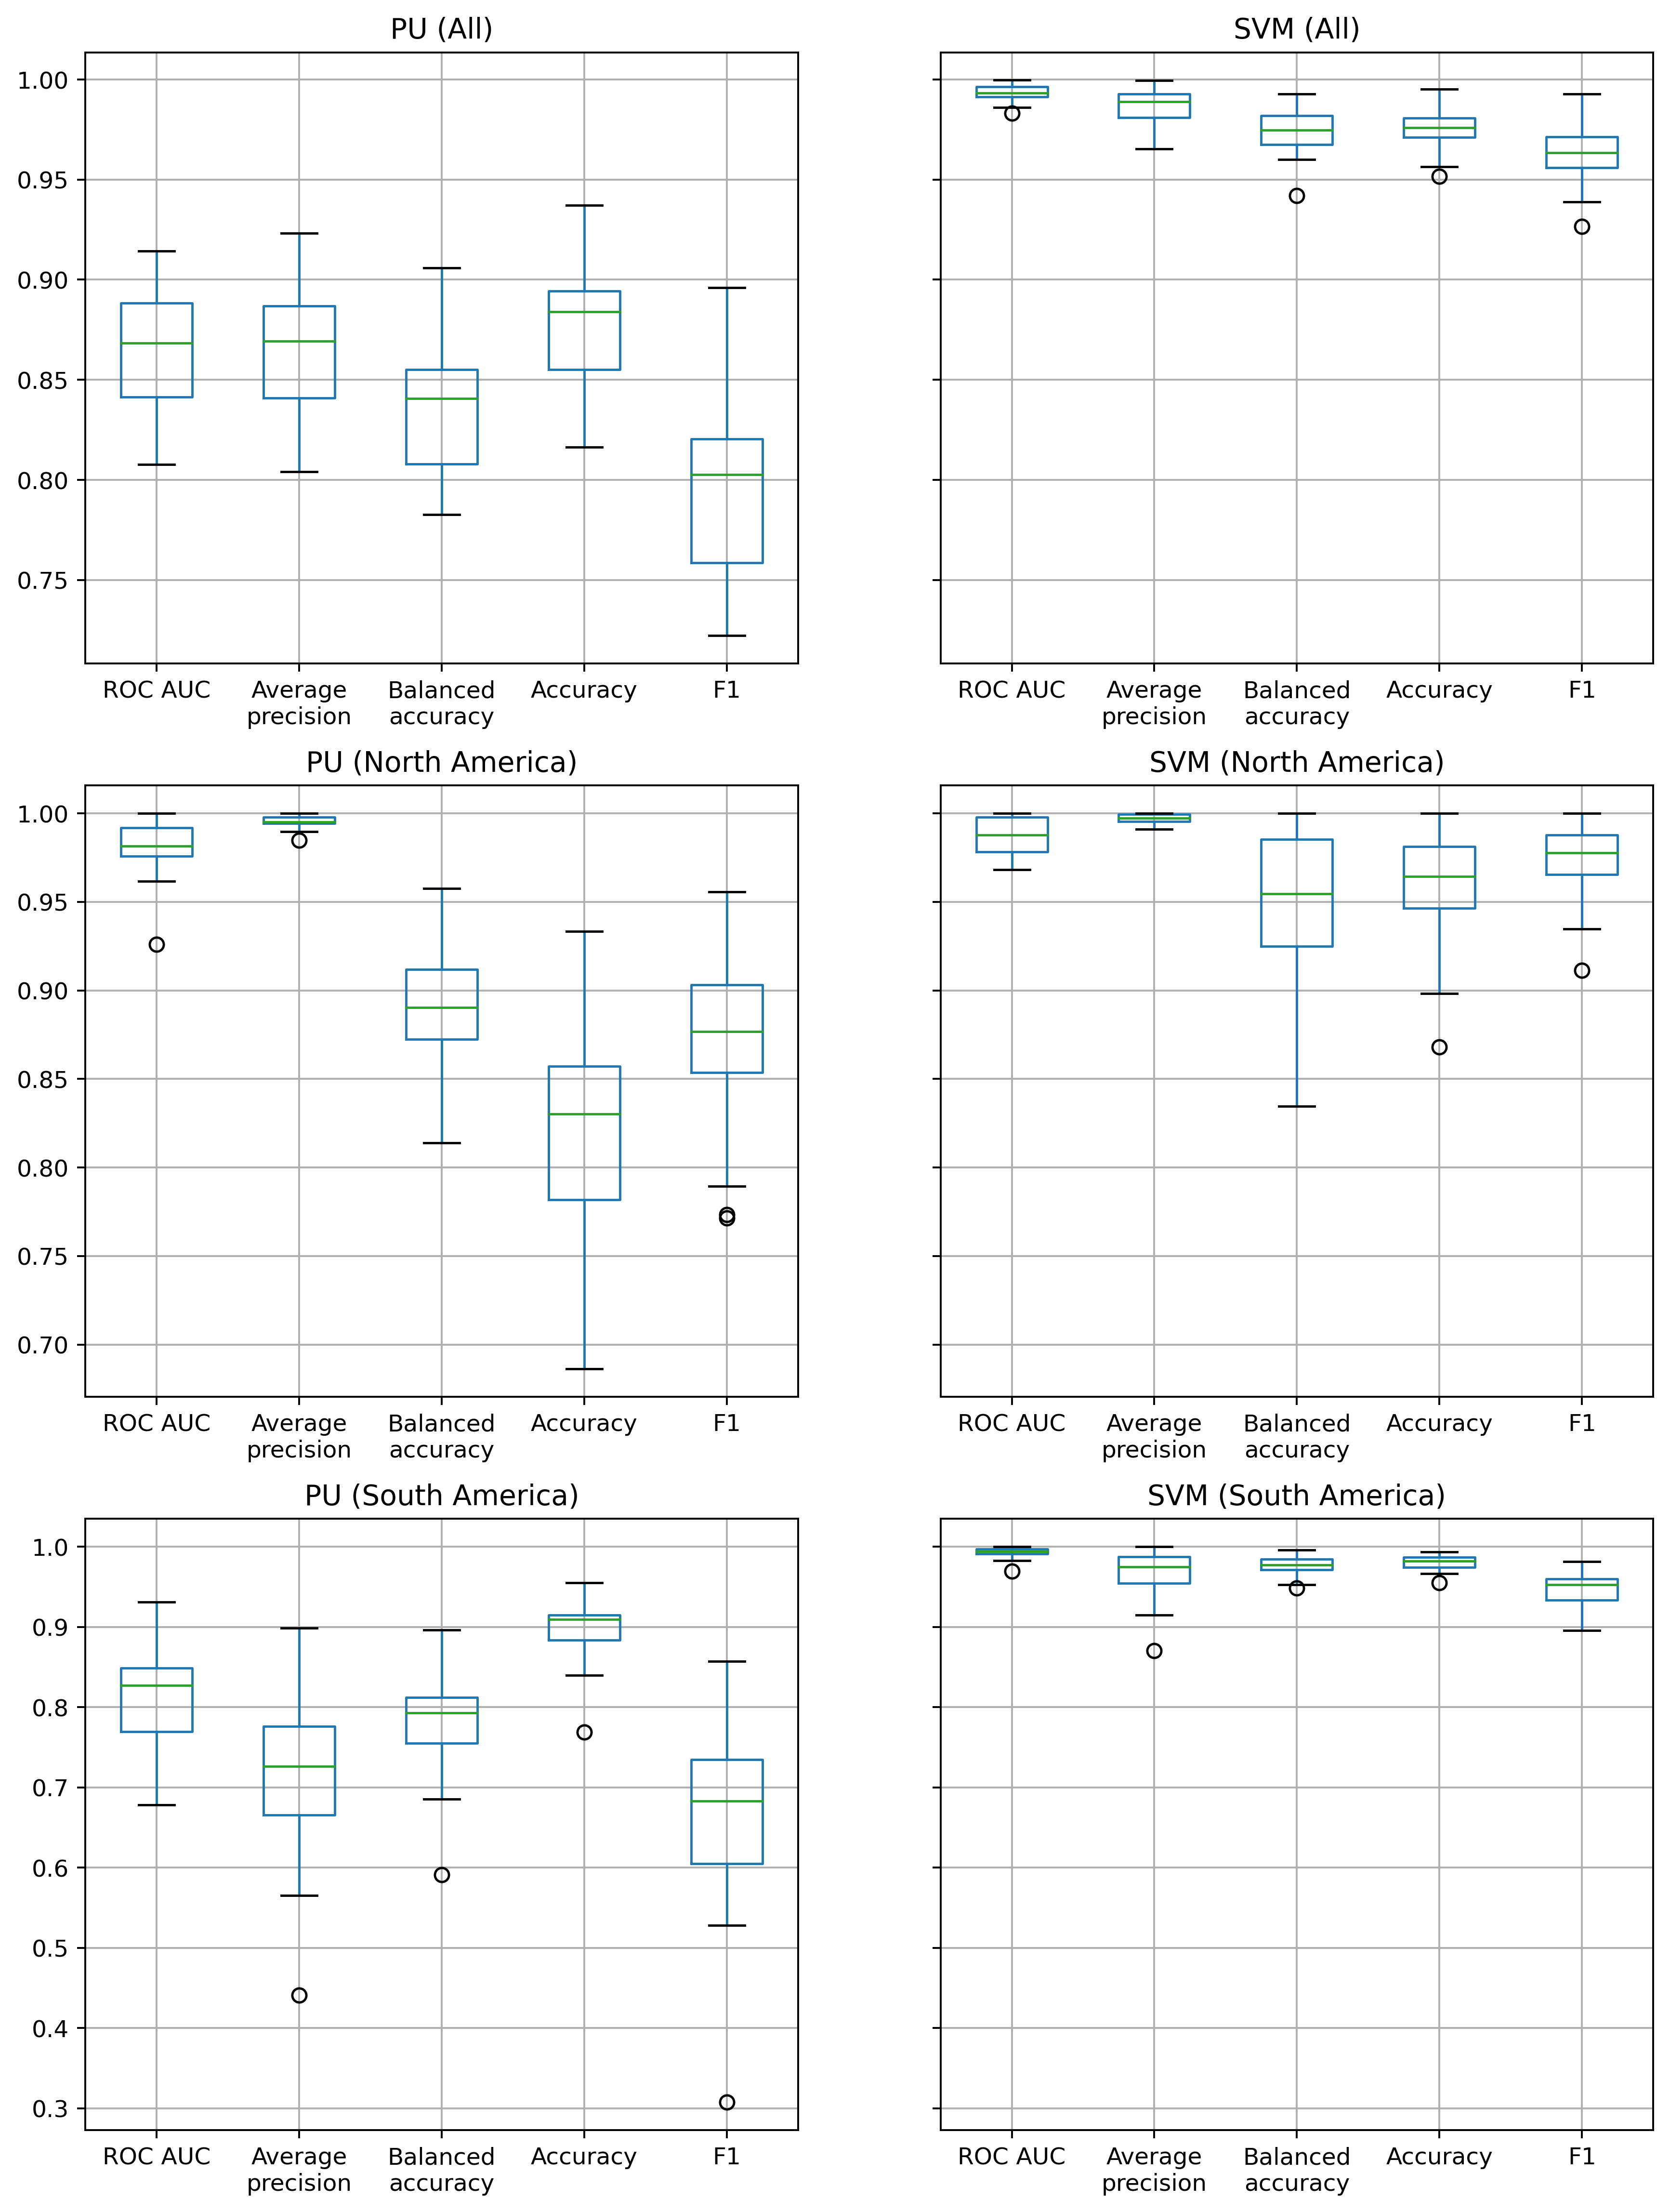 PU (All)
SVM (All)
1.00
0.95
0.90
0.85
0.80
0.75
ROC AUC
Average
precision
Balanced
accuracy
Accuracy
F1
ROC AUC
Average
precision
Balanced
accuracy
Accuracy
F1
PU (North America)
SVM (North America)
1.00
0.95
0.90
0.85
0.80
0.75
0.70
ROC AUC
Average
precision
Balanced
accuracy
Accuracy
F1
ROC AUC
Average
precision
Balanced
accuracy
Accuracy
F1
PU (South America)
SVM (South America)
1.0
0.9
0.8
0.7
0.6
0.5
0.4
0.3
ROC AUC
Average
precision
Balanced
accuracy
Accuracy
F1
ROC AUC
Average
precision
Balanced
accuracy
Accuracy
F1